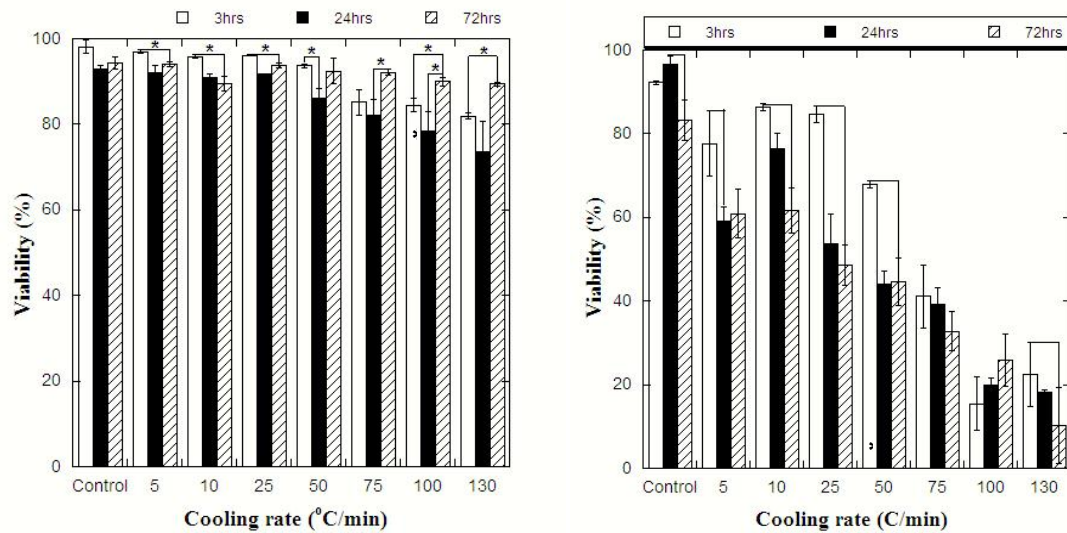 3hrs 24hrs 72hrs
100
80
60
40
20
0
Viability (%)
* * * * * * * *
Control 5 10 25 50 75 100 130
Cooling rate (⁰C/min)
3hrs 24hrs 72hrs
100
80
60
40
20
0
Viability (%)
Control 5 10 25 50 75 100 130
Cooling rate (C/min)